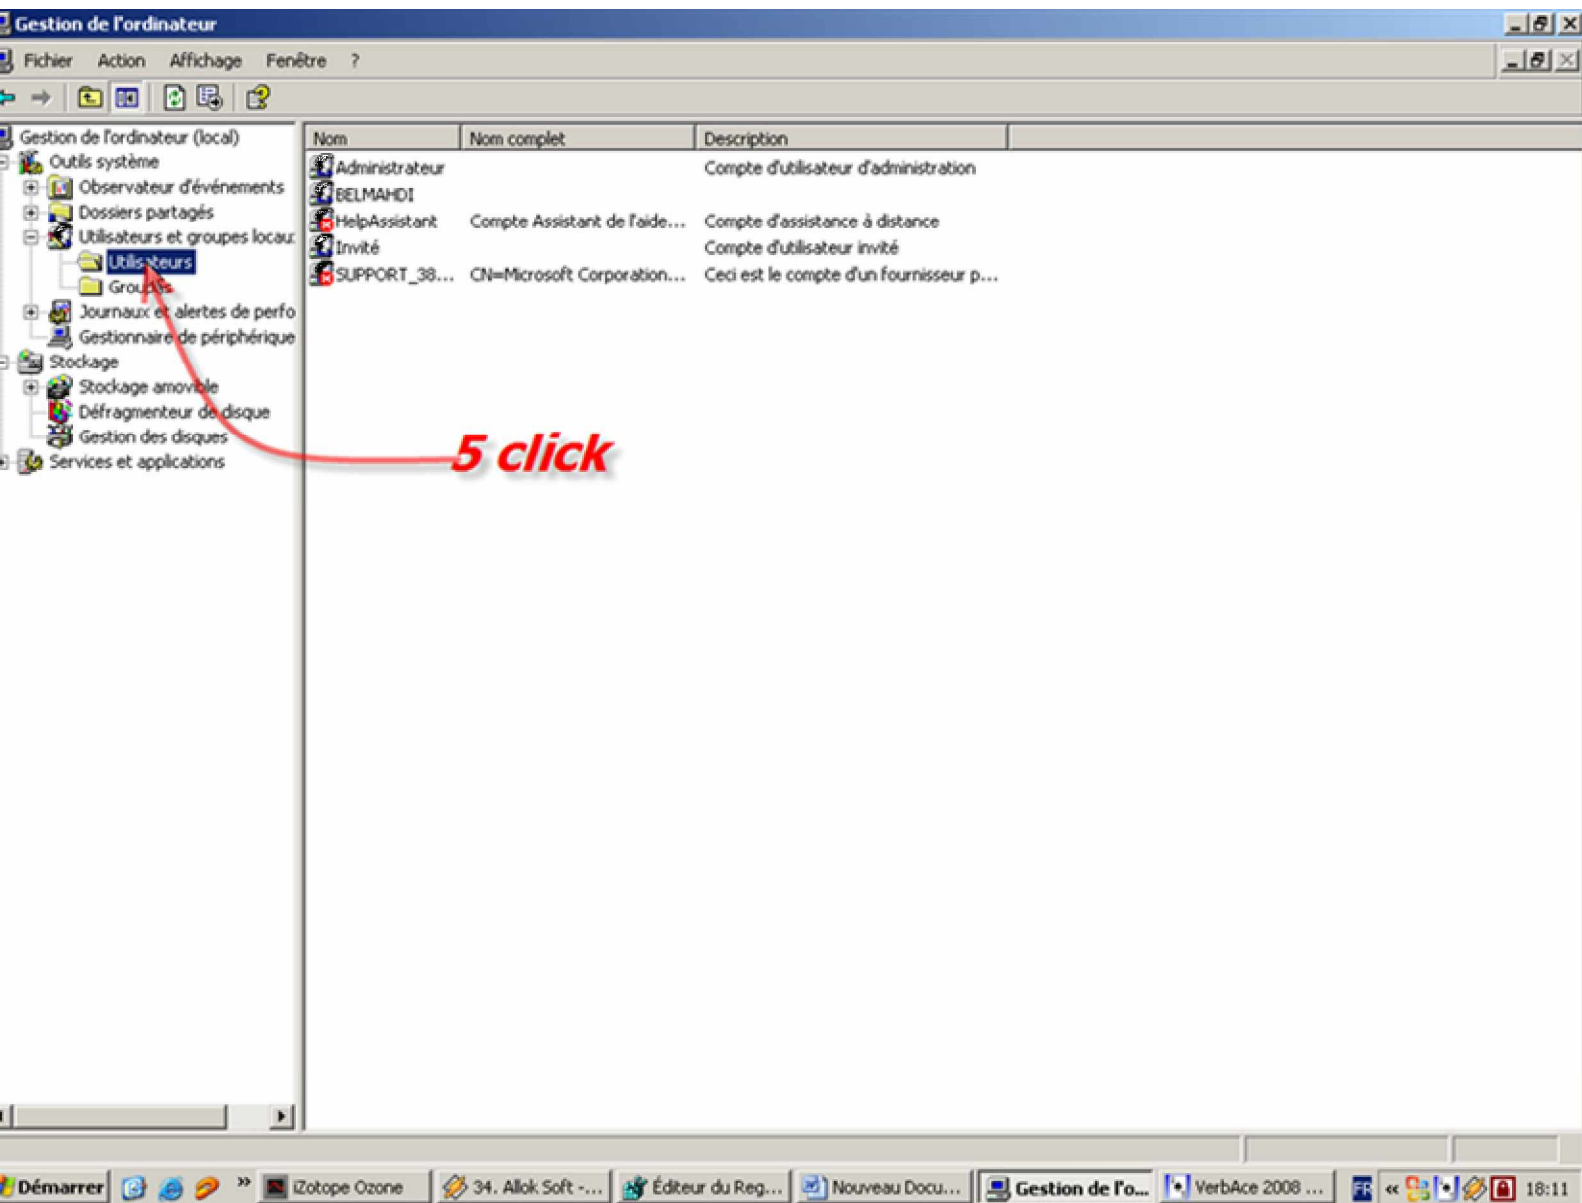 Gestion de l'ordinateur
Fichier Action Affichage Fenêtre ?
Gestion de l'ordinateur (local)
Outils système
Observateur d'événements
Dossiers partagés
Utilisateurs et groupes locau
Utilisateurs
Groupes
Journaux et alertes de perfo
Gestionnaire de périphérique
Stockage
Stockage amovible
Défragmenteur de disque
Gestion des disques
Services et applications
Nom Nom complet Description
Administrateur Compte d'utilisateur d'administration
BELMAHDI
HelpAssistant Compte Assistant de l'aide... Compte d'assistance à distance
Invité Compte d'utilisateur invité
SUPPORT_38... CN=Microsoft Corporation... Ceci est le compte d'un fournisseur p...
5 click
Démarrer » iZotope Ozone 34. Allok Soft -... Éditeur du Reg... Nouveau Docu... Gestion de l'o... VerbAce 2008 ... FR « 18:11